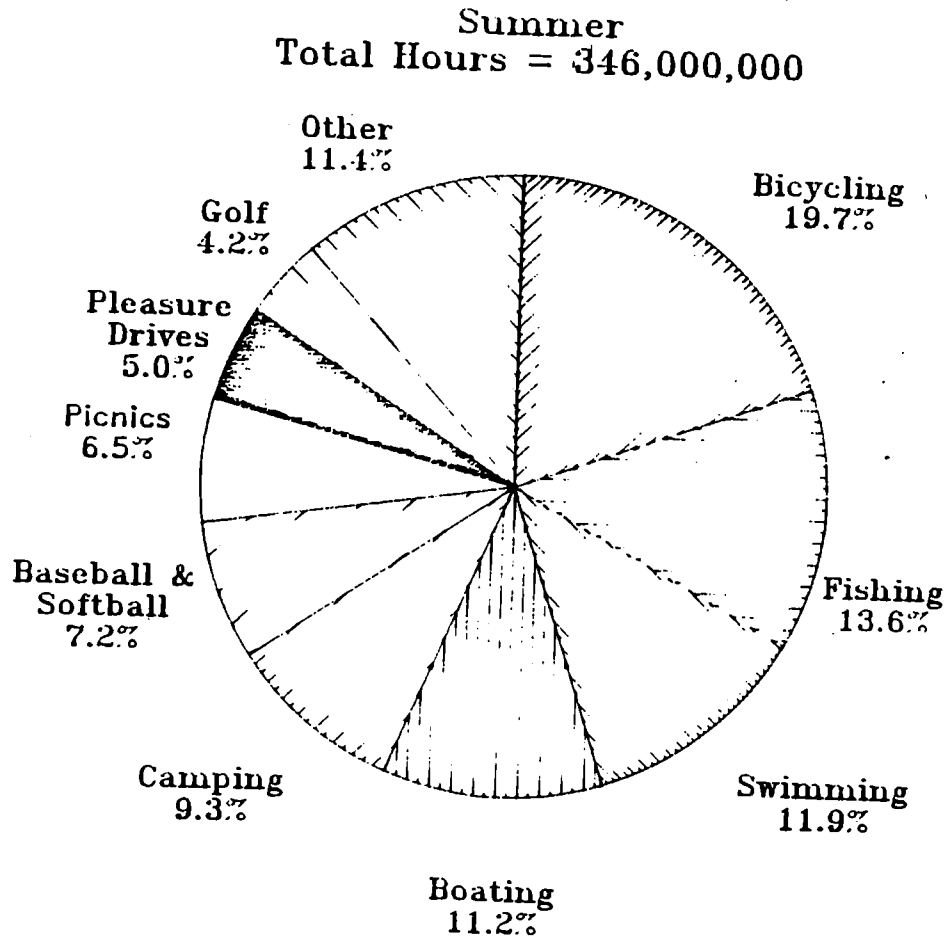 Summer
Total Hours = 346,000,000
Other
11.4%
Bicycling
19.7%
Golf
4.2%
Pleasure
Drives
5.0%
Picnics
6.5%
Baseball &
Softball
7.2%
Fishing
13.6%
Camping
9.3%
Swimming
11.9%
Boating
11.2%